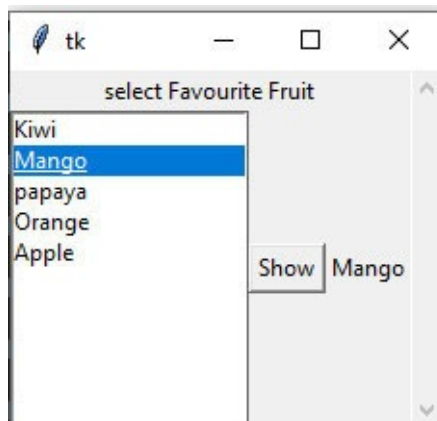 tk
select Favourite Fruit
Kiwi
Mango
papaya
Orange
Apple
Show Mango